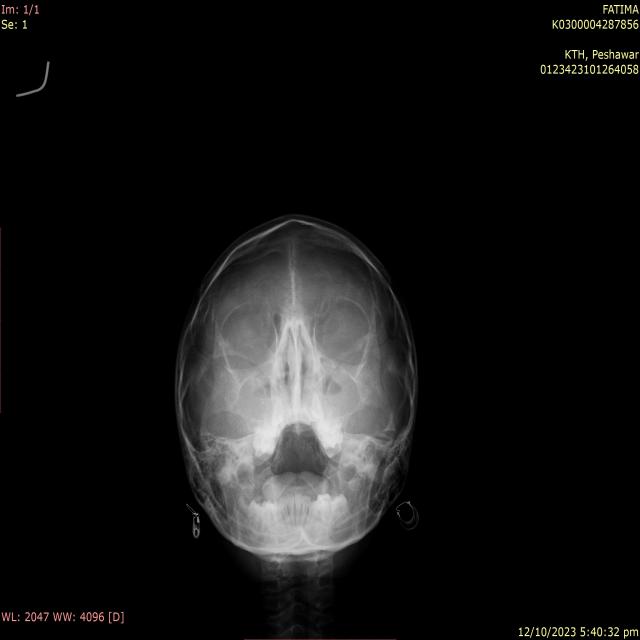 Im: 1/1
Se: 1
FATIMA
K0300004287856
KTH, Peshawar
0123423101264058
WL: 2047 WW: 4096 [D]
12/10/2023 5:40:32 pm